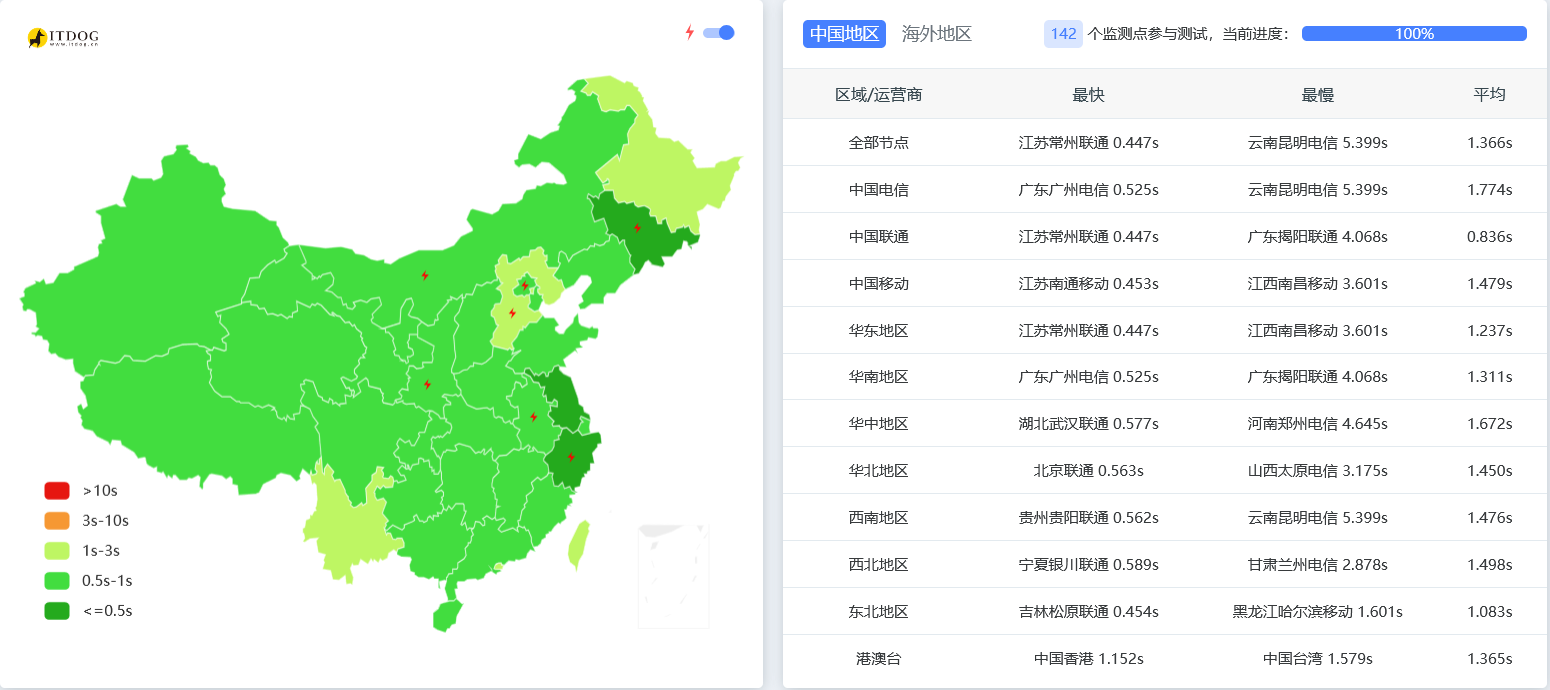 ITDOG
www.itdog.cn
>10s
3s-10s
1s-3s
0.5s-1s
<=0.5s
中国地区 海外地区 142 个监测点参与测试，当前进度： 100%
区域/运营商 最快 最慢 平均
全部节点 江苏常州联通 0.447s 云南昆明电信 5.399s 1.366s
中国电信 广东广州电信 0.525s 云南昆明电信 5.399s 1.774s
中国联通 江苏常州联通 0.447s 广东揭阳联通 4.068s 0.836s
中国移动 江苏南通移动 0.453s 江西南昌移动 3.601s 1.479s
华东地区 江苏常州联通 0.447s 江西南昌移动 3.601s 1.237s
华南地区 广东广州电信 0.525s 广东揭阳联通 4.068s 1.311s
华中地区 湖北武汉联通 0.577s 河南郑州电信 4.645s 1.672s
华北地区 北京联通 0.563s 山西太原电信 3.175s 1.450s
西南地区 贵州贵阳联通 0.562s 云南昆明电信 5.399s 1.476s
西北地区 宁夏银川联通 0.589s 甘肃兰州电信 2.878s 1.498s
东北地区 吉林松原联通 0.454s 黑龙江哈尔滨移动 1.601s 1.083s
港澳台 中国香港 1.152s 中国台湾 1.579s 1.365s